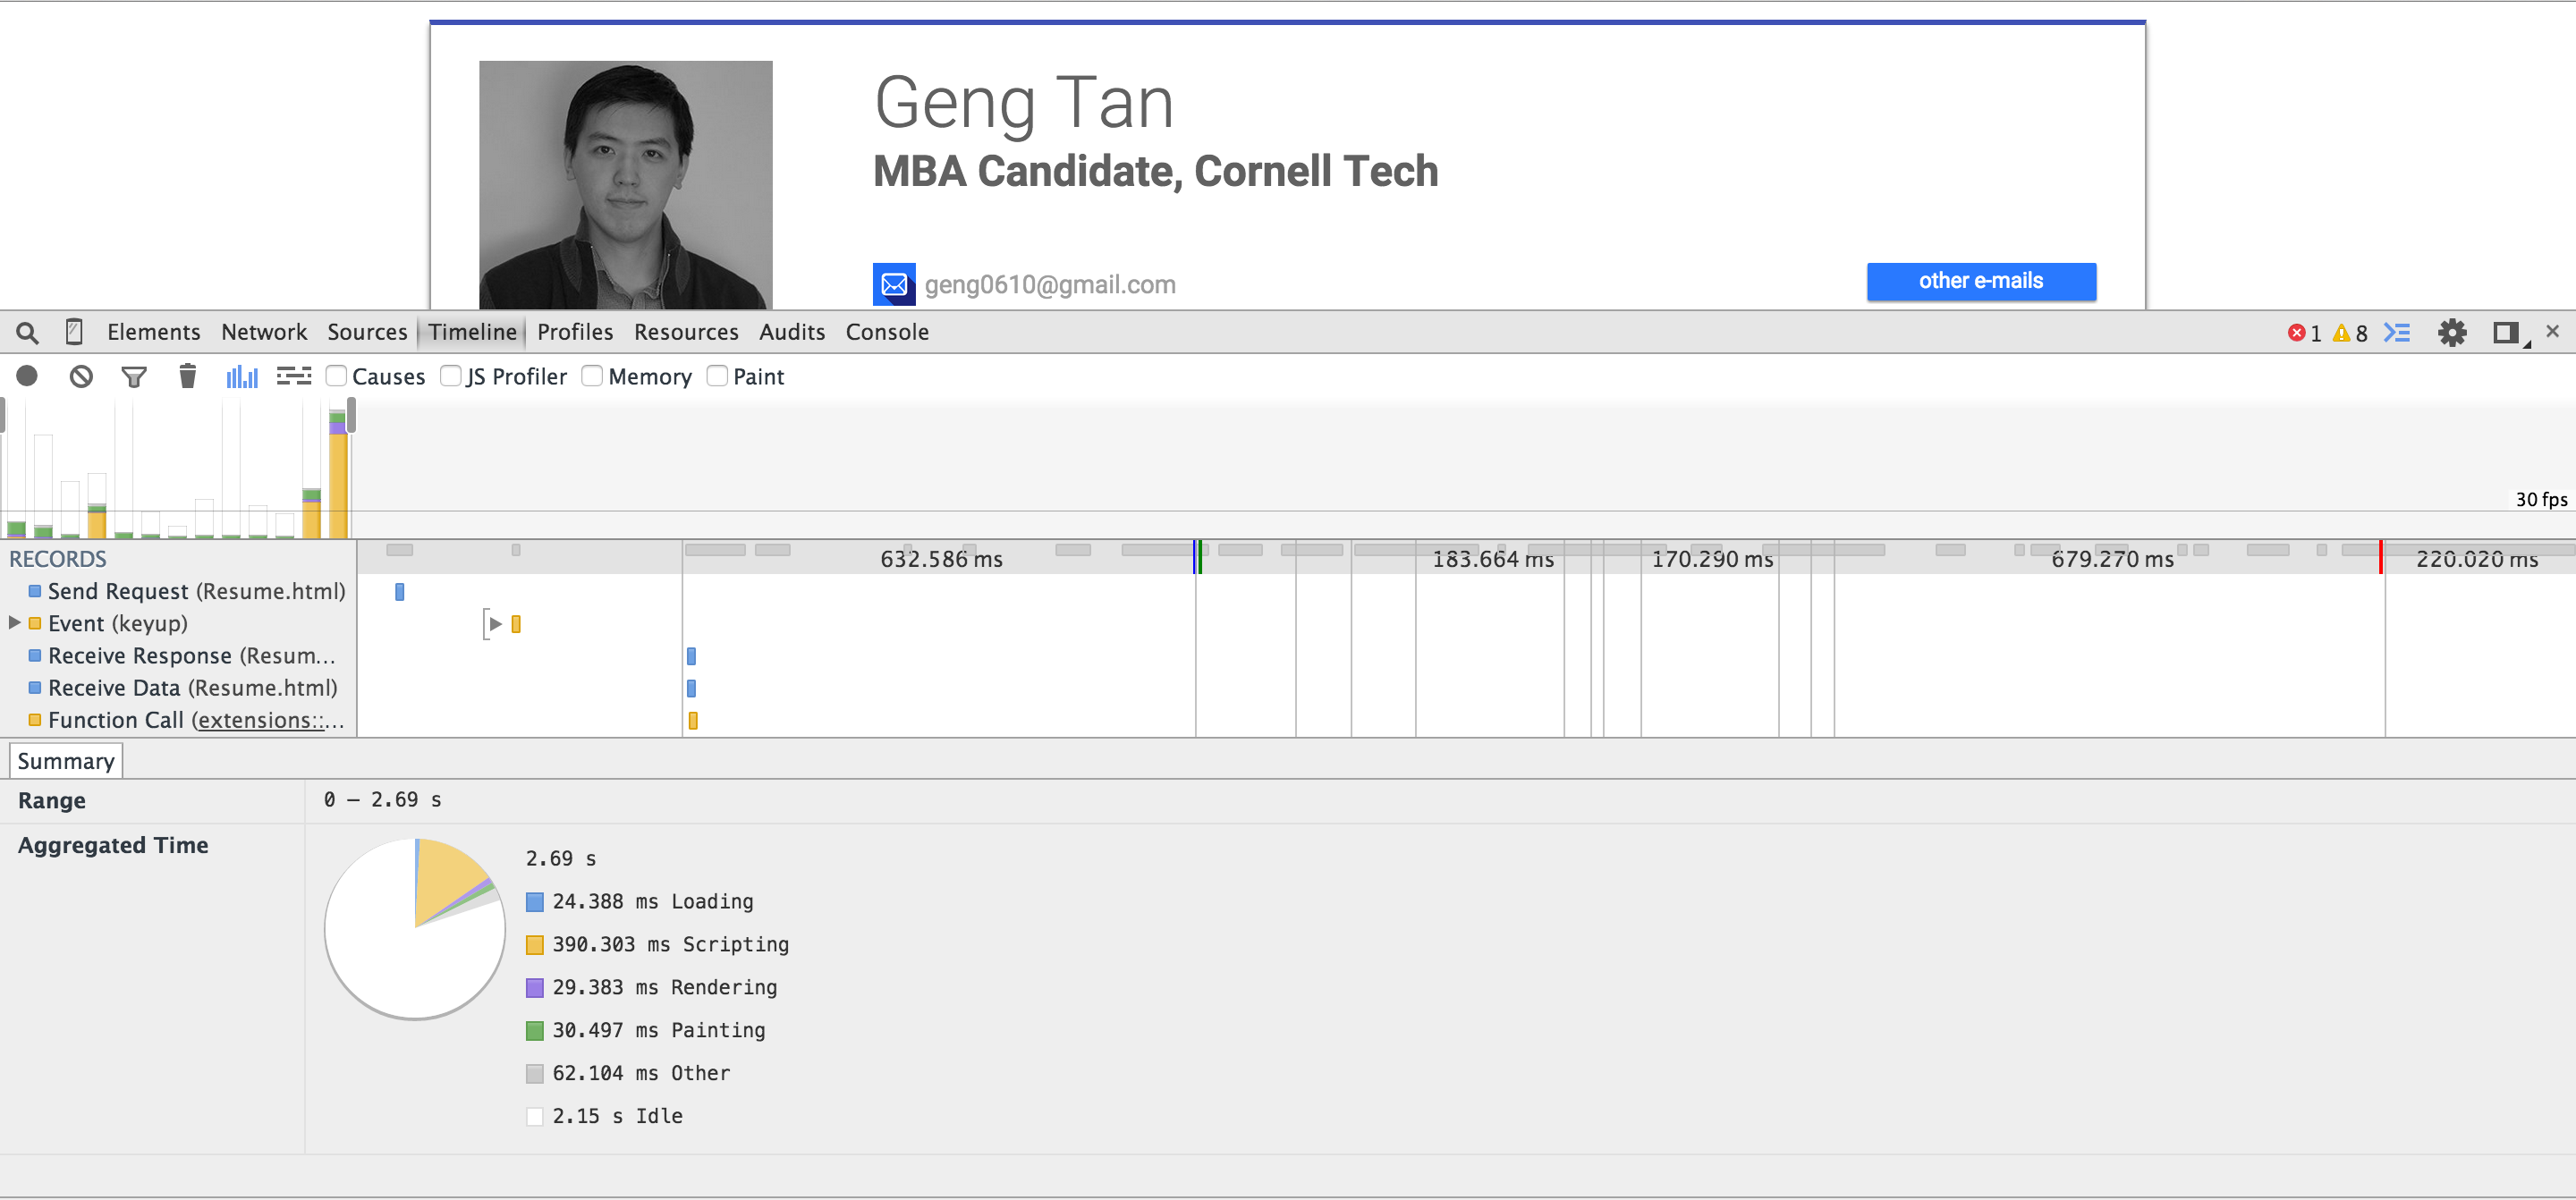 Geng Tan
MBA Candidate, Cornell Tech
geng0610@gmail.com
other e-mails
Elements Network Sources Timeline Profiles Resources Audits Console
1 8
Causes JS Profiler Memory Paint
30 fps
RECORDS
632.586 ms 183.664 ms 170.290 ms 679.270 ms 220.020 ms
Send Request (Resume.html)
Event (keyup)
Receive Response (Resum...
Receive Data (Resume.html)
Function Call (extensions::...
Summary
Range 0 – 2.69 s
Aggregated Time
2.69 s
24.388 ms Loading
390.303 ms Scripting
29.383 ms Rendering
30.497 ms Painting
62.104 ms Other
2.15 s Idle